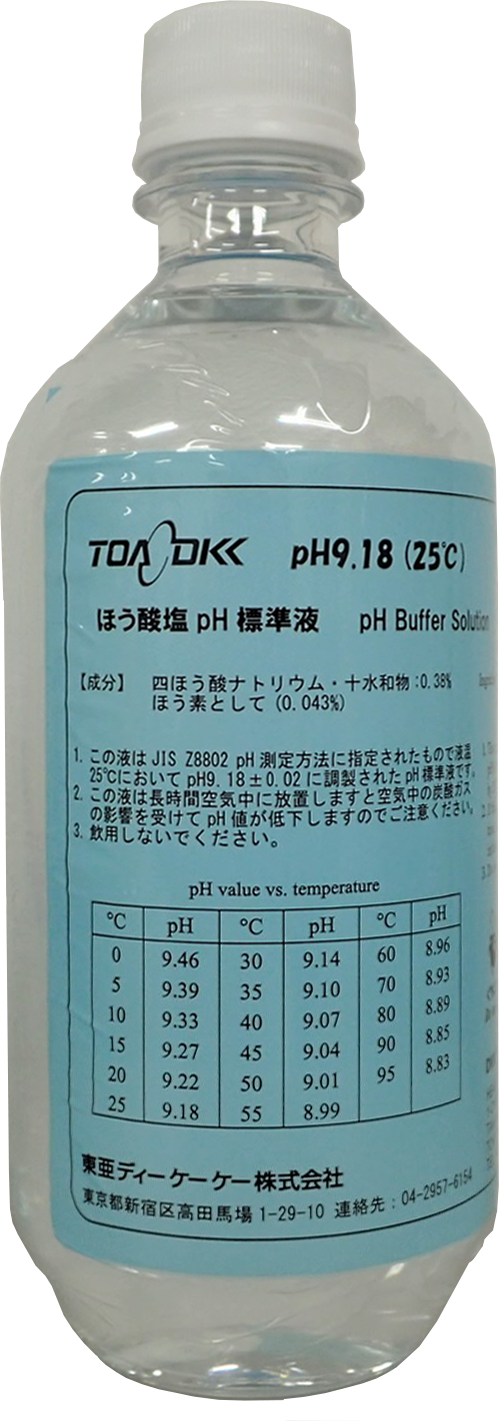 TOA DKK pH9.18 (25℃)
ほう酸塩 pH 標準液 pH Buffer Solution
【成分】 四ほう酸ナトリウム・十水和物:0.38%
ほう素として(0.043%)
1. この液は JIS Z8802 pH 測定方法に指定されたもので液温
25℃において pH9.18±0.02 に調製された pH標準液です。
2. この液は長時間空気中に放置しますと空気中の炭酸ガス
の影響を受けて pH 値が低下しますのでご注意ください。
3. 飲用しないでください。
pH value vs. temperature
℃ pH ℃ pH ℃ pH
0 9.46 30 9.14 60 8.96
5 9.39 35 9.10 70 8.93
10 9.33 40 9.07 80 8.89
15 9.27 45 9.04 90 8.85
20 9.22 50 9.01 95 8.83
25 9.18 55 8.99
東亜ディーケーケー株式会社
東京都新宿区高田馬場 1-29-10 連絡先:04-2957-6154